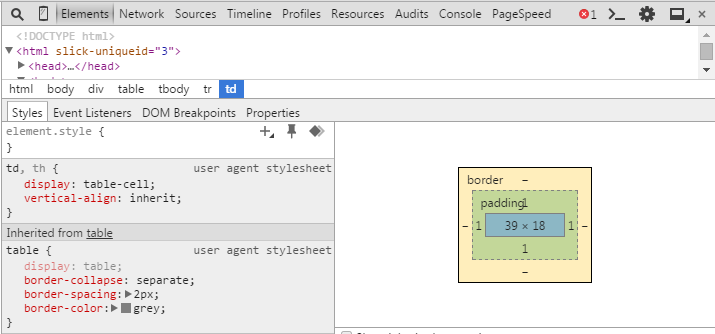 Elements Network Sources Timeline Profiles Resources Audits Console PageSpeed 1
<!DOCTYPE html>
▼<html slick-uniqueid="3">
▶<head>…</head>
html body div table tbody tr td
Styles Event Listeners DOM Breakpoints Properties
element.style {
}
td, th { user agent stylesheet
display: table-cell;
vertical-align: inherit;
}
Inherited from table
table { user agent stylesheet
display: table;
border-collapse: separate;
border-spacing:▶2px;
border-color:▶grey;
}
border –
padding 1
– 1 39 × 18 1 –
1
–